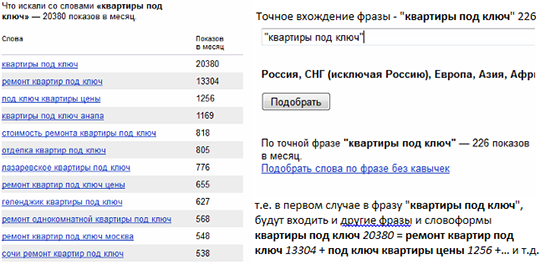 Что искали со словами «квартиры под
ключ» — 20380 показов в месяц.
Слова Показов
в месяц
квартиры под ключ 20380
ремонт квартир под ключ 13304
под ключ квартиры цены 1256
квартиры под ключ анапа 1169
стоимость ремонта квартиры под ключ 818
отделка квартир под ключ 805
лазаревское квартиры под ключ 776
ремонт квартир под ключ цены 655
геленджик квартиры под ключ 627
ремонт однокомнатной квартиры под ключ 568
ремонт квартир под ключ москва 548
сочи ремонт квартир под ключ 538
Точное вхождение фразы - "квартиры под ключ" 226
"квартиры под ключ"
Россия, СНГ (исключая Россию), Европа, Азия, Афри
Подобрать
По точной фразе "квартиры под ключ" — 226 показов
в месяц.
Подобрать слова по фразе без кавычек
т.е. в первом случае в фразу "квартиры под ключ",
будут входить и другие фразы и словоформы
квартиры под ключ 20380 = ремонт квартир под
ключ 13304 + под ключ квартиры цены 1256 +... и т.д.